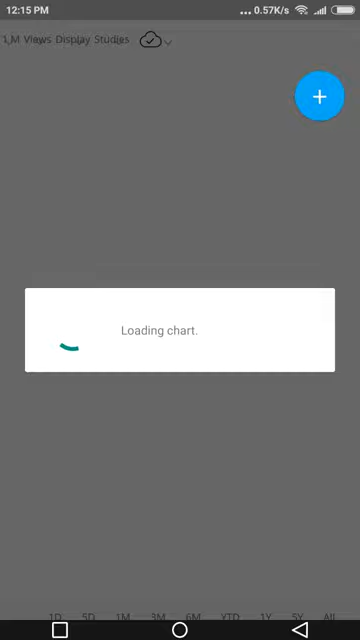 12:15 PM ... 0.57K/s
1 M Views Display Studies
+
Loading chart.
1D 5D 1M 3M 6M YTD 1Y 5Y All